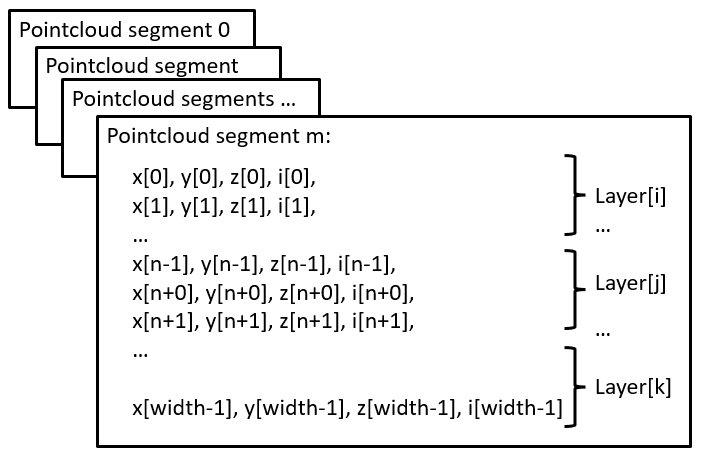 Pointcloud segment 0
Pointcloud segment
Pointcloud segments ...
Pointcloud segment m:
x[0], y[0], z[0], i[0],
x[1], y[1], z[1], i[1],
...
x[n-1], y[n-1], z[n-1], i[n-1],
x[n+0], y[n+0], z[n+0], i[n+0],
x[n+1], y[n+1], z[n+1], i[n+1],
...
x[width-1], y[width-1], z[width-1], i[width-1]
Layer[i]
...
Layer[j]
...
Layer[k]